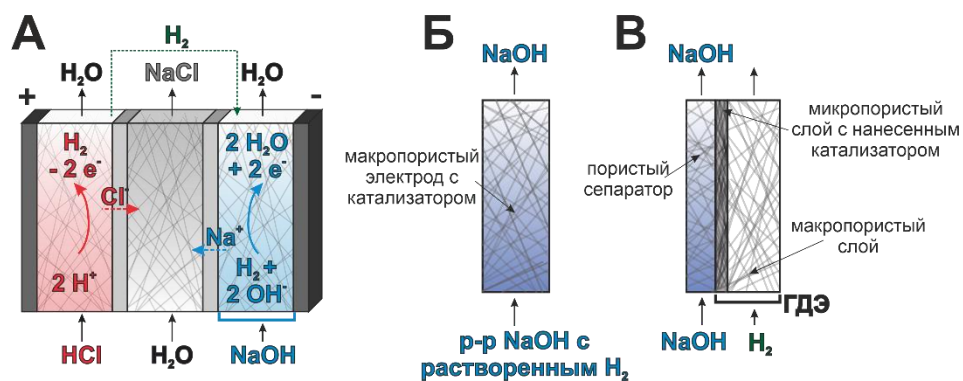 А
H₂
H₂O
NaCl
H₂O
+
-
H₂
- 2 e⁻
Cl⁻
2 H⁺
2 H₂O
+ 2 e⁻
Na⁺
H₂ +
2 OH⁻
HCl
H₂O
NaOH
Б
NaOH
макропористый
электрод с
катализатором
р-р NaOH с
растворенным H₂
В
NaOH
микропористый
слой с нанесенным
катализатором
пористый
сепаратор
макропористый
слой
ГДЭ
NaOH
H₂